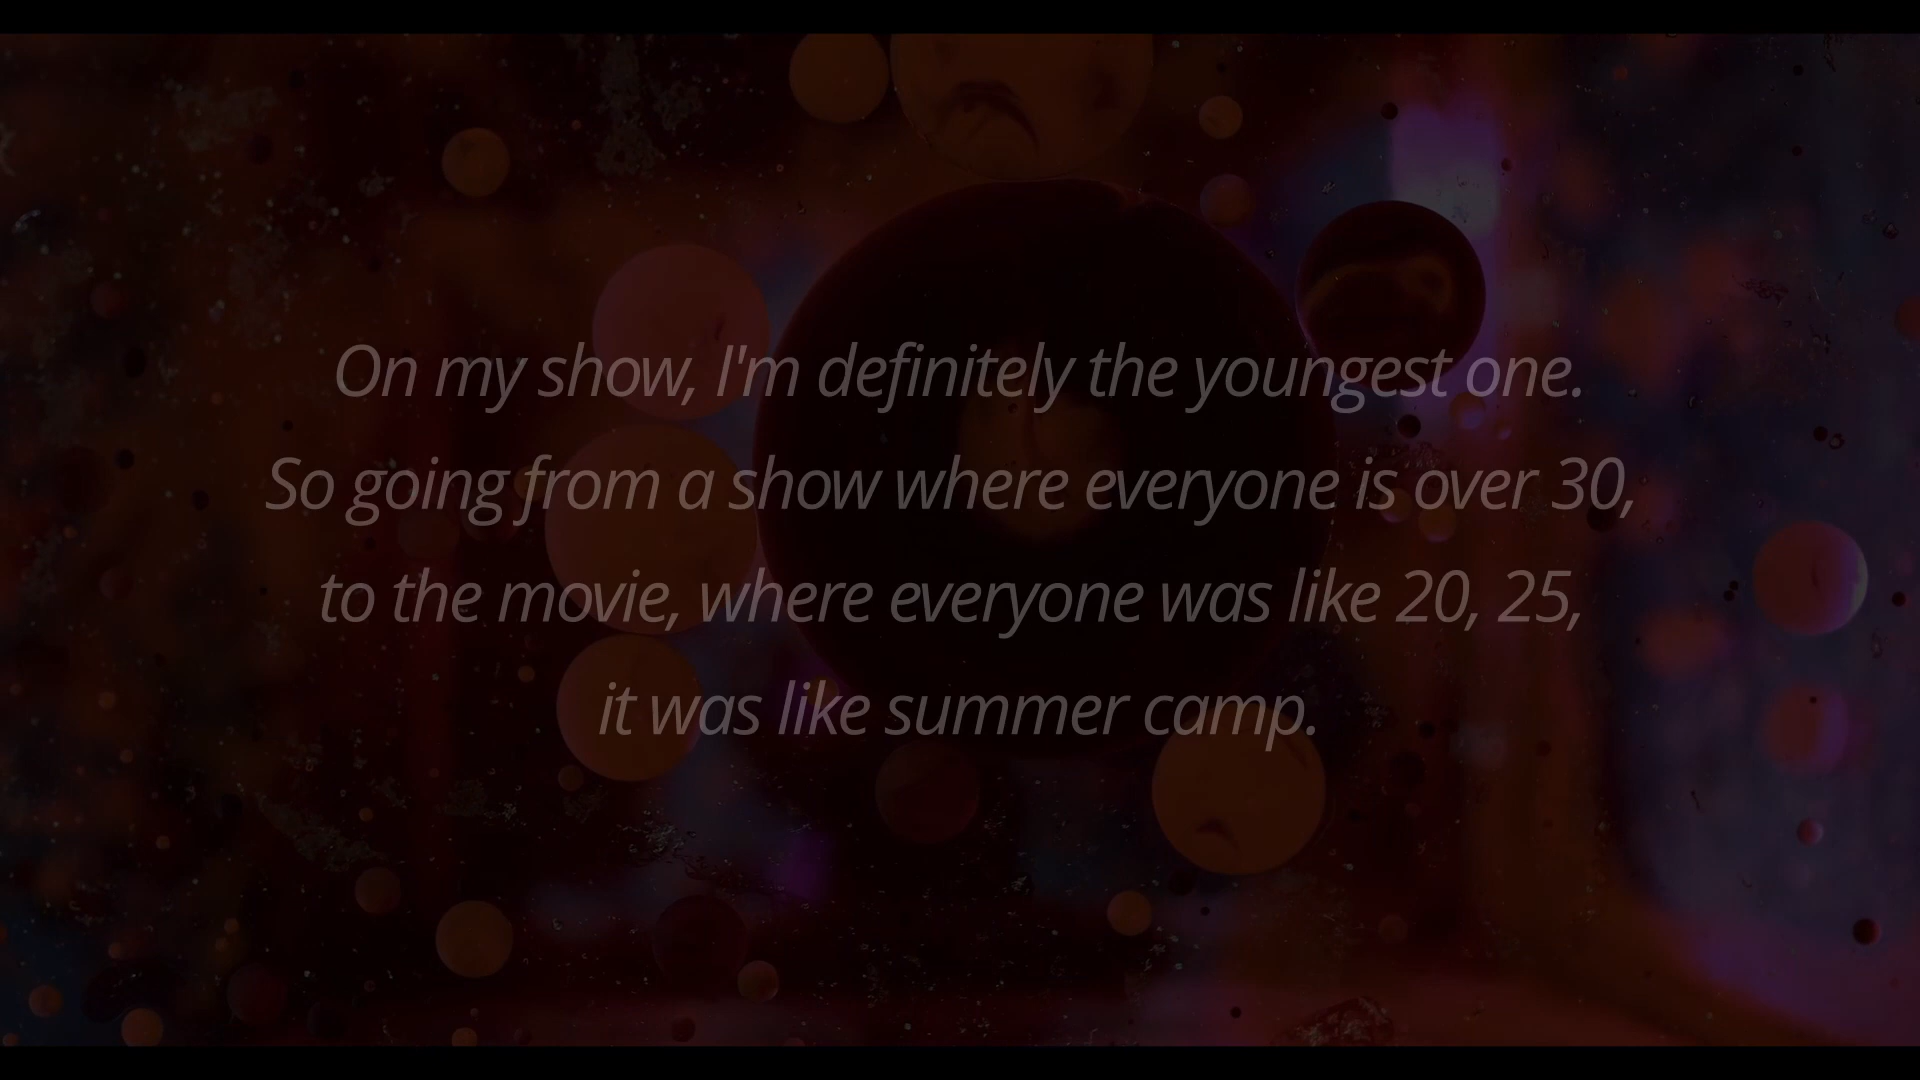 On my show, I'm definitely the youngest one.
So going from a show where everyone is over 30,
to the movie, where everyone was like 20, 25,
it was like summer camp.